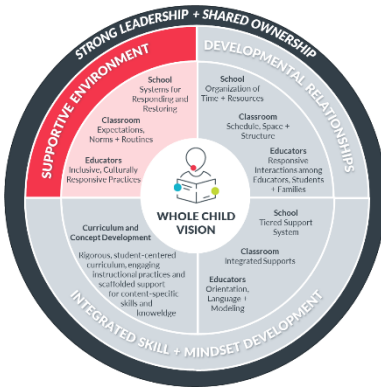 STRONG LEADERSHIP + SHARED OWNERSHIP
SUPPORTIVE ENVIRONMENT
School
Systems for
Responding and
Restoring
Classroom
Expectations,
Norms + Routines
Educators
Inclusive, Culturally
Responsive Practices
DEVELOPMENTAL RELATIONSHIPS
School
Organization of
Time + Resources
Classroom
Schedule, Space +
Structure
Educators
Responsive
Interactions among
Educators, Students
+ Families
WHOLE CHILD
VISION
Curriculum and
Concept Development
Rigorous, student-centered
curriculum, engaging
instructional practices and
scaffolded support
for content-specific
skills and
knoweldge
School
Tiered Support
System
Classroom
Integrated Supports
Educators
Orientation,
Language +
Modeling
INTEGRATED SKILL + MINDSET DEVELOPMENT